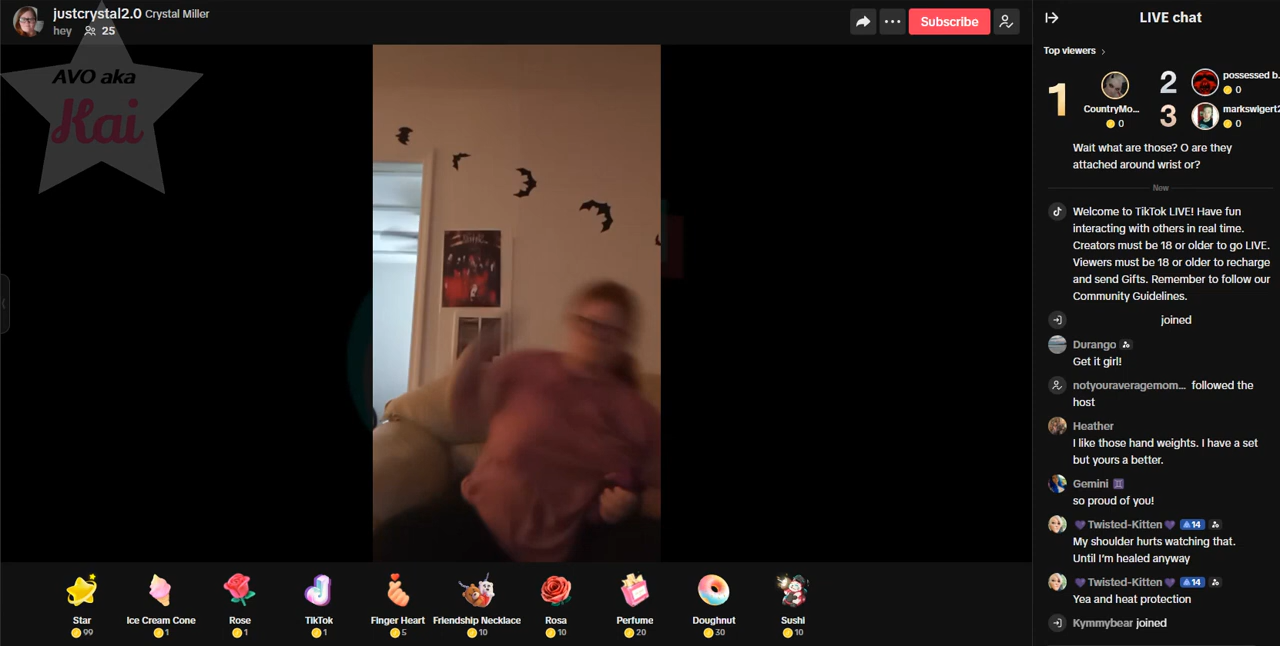 justcrystal2.0 Crystal Miller
hey 25
AVO aka
Kai
Subscribe
LIVE chat
Top viewers
1
CountryMo...
0
2
possessed b.
0
3
markswigert2
0
Wait what are those? O are they
attached around wrist or?
New
Welcome to TikTok LIVE! Have fun
interacting with others in real time.
Creators must be 18 or older to go LIVE.
Viewers must be 18 or older to recharge
and send Gifts. Remember to follow our
Community Guidelines.
joined
Durango
Get it girl!
notyouraveragemom... followed the
host
Heather
I like those hand weights. I have a set
but yours a better.
Gemini
so proud of you!
Twisted-Kitten 14
My shoulder hurts watching that.
Until I'm healed anyway
Twisted-Kitten 14
Yea and heat protection
Kymmybear joined
Star
99
Ice Cream Cone
1
Rose
1
TikTok
1
Finger Heart
5
Friendship Necklace
10
Rosa
10
Perfume
20
Doughnut
30
Sushi
10